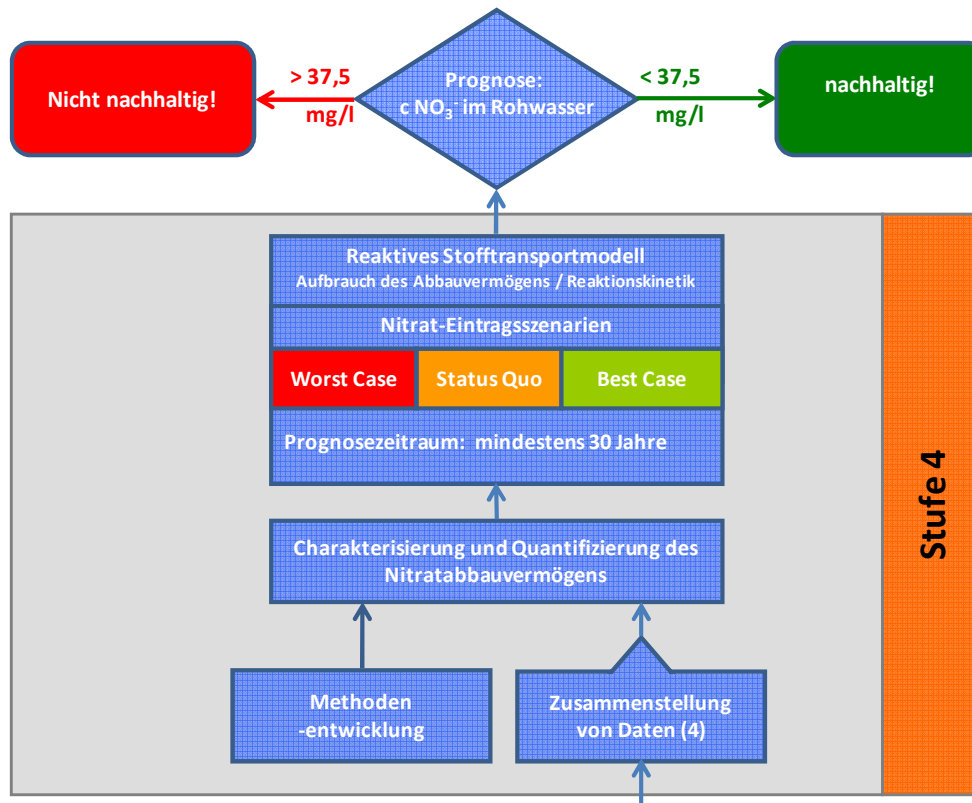 Nicht nachhaltig!
> 37,5
mg/l
Prognose:
c NO₃⁻ im Rohwasser
< 37,5
mg/l
nachhaltig!
Reaktives Stofftransportmodell
Aufbrauch des Abbauvermögens / Reaktionskinetik
Nitrat-Eintragsszenarien
Worst Case
Status Quo
Best Case
Prognosezeitraum: mindestens 30 Jahre
Charakterisierung und Quantifizierung des
Nitratabbauvermögens
Methoden
-entwicklung
Zusammenstellung
von Daten (4)
Stufe 4